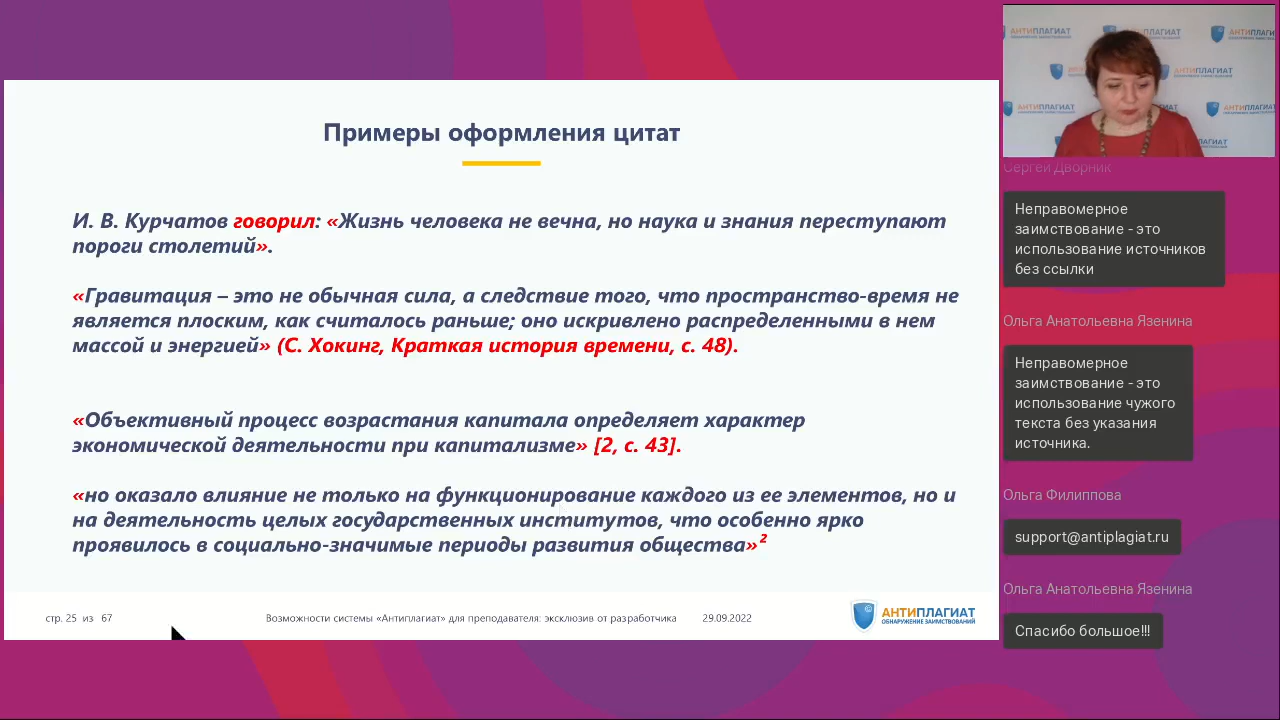 Примеры оформления цитат
И. В. Курчатов говорил: «Жизнь человека не вечна, но наука и знания переступают
пороги столетий».
«Гравитация – это не обычная сила, а следствие того, что пространство-время не
является плоским, как считалось раньше; оно искривлено распределенными в нем
массой и энергией» (С. Хокинг, Краткая история времени, с. 48).
«Объективный процесс возрастания капитала определяет характер
экономической деятельности при капитализме» [2, с. 43].
«но оказало влияние не только на функционирование каждого из ее элементов, но и
на деятельность целых государственных институтов, что особенно ярко
проявилось в социально-значимые периоды развития общества»²
стр. 25 из 67
Возможности системы «Антиплагиат» для преподавателя: эксклюзив от разработчика
29.09.2022
АНТИПЛАГИАТ
ОБНАРУЖЕНИЕ ЗАИМСТВОВАНИЙ
АНТИПЛАГИАТ
Сергей Дворник
Неправомерное
заимствование - это
использование источников
без ссылки
Ольга Анатольевна Язенина
Неправомерное
заимствование - это
использование чужого
текста без указания
источника.
Ольга Филиппова
support@antiplagiat.ru
Ольга Анатольевна Язенина
Спасибо большое!!!